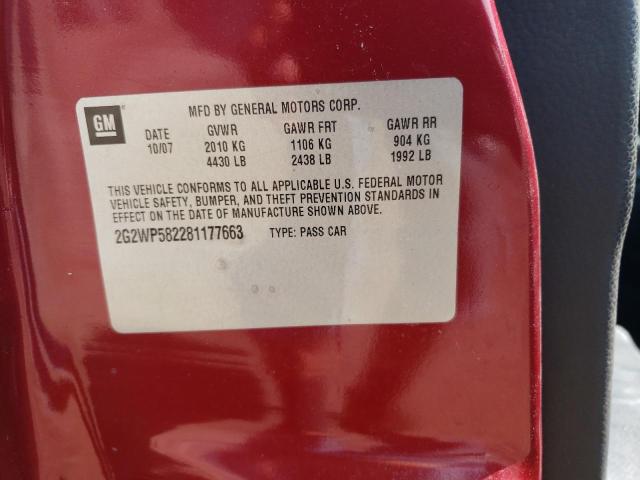 MFD BY GENERAL MOTORS CORP.
GM
DATE GVWR GAWR FRT GAWR RR
10/07 2010 KG 1106 KG 904 KG
4430 LB 2438 LB 1992 LB
THIS VEHICLE CONFORMS TO ALL APPLICABLE U.S. FEDERAL MOTOR
VEHICLE SAFETY, BUMPER, AND THEFT PREVENTION STANDARDS IN
EFFECT ON THE DATE OF MANUFACTURE SHOWN ABOVE.
2G2WP582281177663 TYPE: PASS CAR